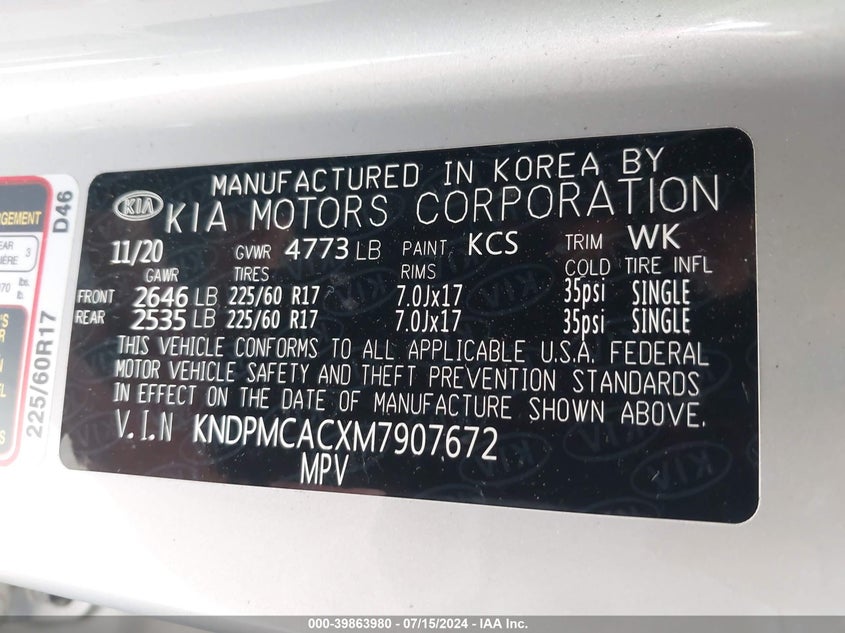 MANUFACTURED IN KOREA BY
KIA KIA MOTORS CORPORATION
11/20 GVWR 4773 LB PAINT KCS TRIM WK
GAWR TIRES RIMS COLD TIRE INFL
FRONT 2646 LB 225/60 R17 7.0Jx17 35psi SINGLE
REAR 2535 LB 225/60 R17 7.0Jx17 35psi SINGLE
THIS VEHICLE CONFORMS TO ALL APPLICABLE U.S.A. FEDERAL
MOTOR VEHICLE SAFETY AND THEFT PREVENTION STANDARDS
IN EFFECT ON THE DATE OF MANUFACTURE SHOWN ABOVE.
V.I.N KNDPMCACXM7907672
MPV
225/60R17 D46
3
lbs.
000-39863980 - 07/15/2024 - IAA Inc.